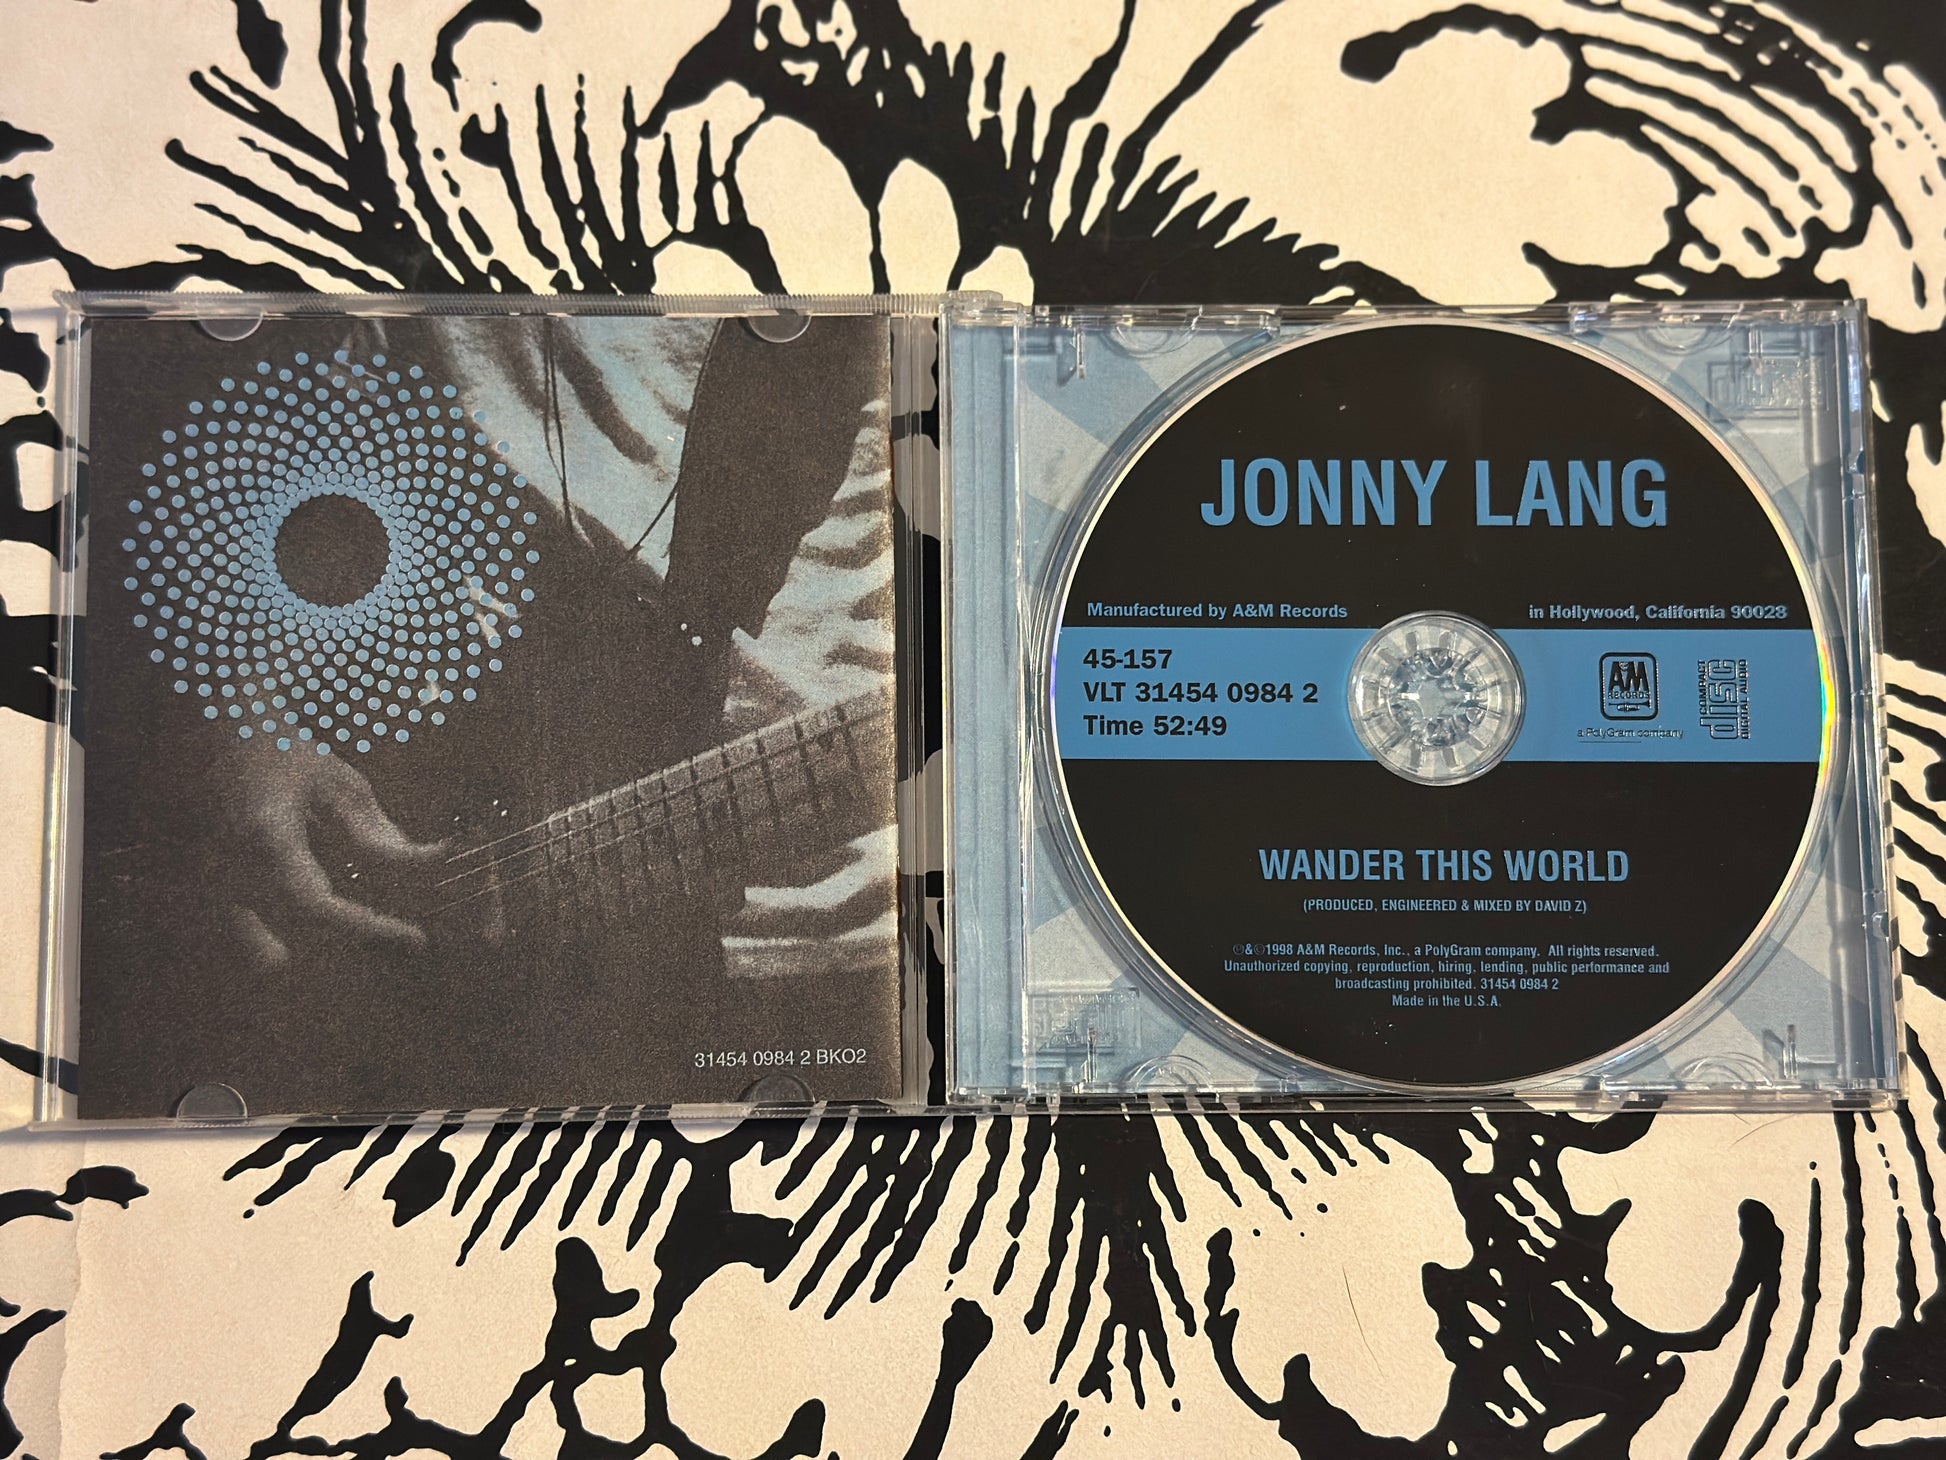 31454 0984 2 BKO2
JONNY LANG
Manufactured by A&M Records
in Hollywood, California 90028
45-157
VLT 31454 0984 2
Time 52:49
A&M
RECORDS
a PolyGram company
COMPACT
disc
DIGITAL AUDIO
WANDER THIS WORLD
(PRODUCED, ENGINEERED & MIXED BY DAVID Z)
℗&©1998 A&M Records, Inc., a PolyGram company. All rights reserved.
Unauthorized copying, reproduction, hiring, lending, public performance and
broadcasting prohibited. 31454 0984 2
Made in the U.S.A.